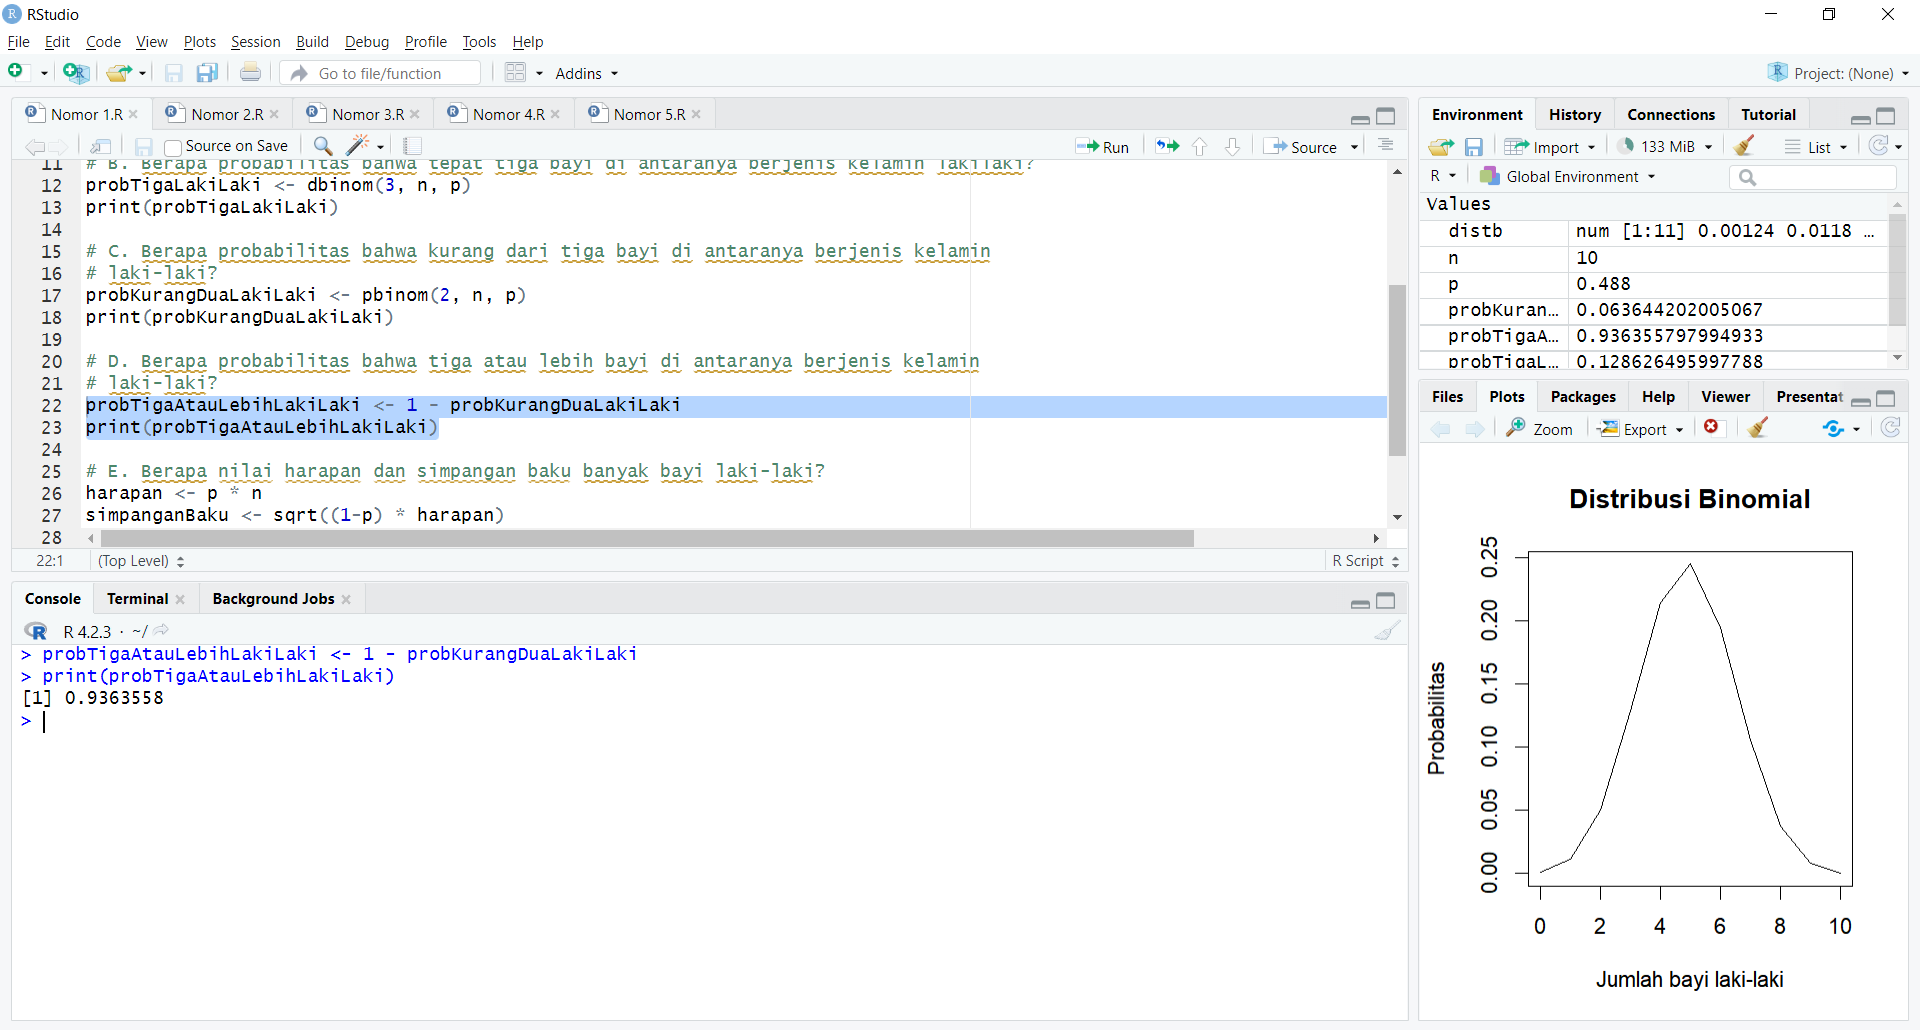 RStudio
File Edit Code View Plots Session Build Debug Profile Tools Help
Go to file/function Addins Project: (None)
Nomor 1.R Nomor 2.R Nomor 3.R Nomor 4.R Nomor 5.R
Source on Save Run Source
11 # B. Berapa probabilitas bahwa tepat tiga bayi di antaranya berjenis kelamin lakilaki?
12 probTigaLakiLaki <- dbinom(3, n, p)
13 print(probTigaLakiLaki)
14
15 # C. Berapa probabilitas bahwa kurang dari tiga bayi di antaranya berjenis kelamin
16 # laki-laki?
17 probKurangDuaLakiLaki <- pbinom(2, n, p)
18 print(probKurangDuaLakiLaki)
19
20 # D. Berapa probabilitas bahwa tiga atau lebih bayi di antaranya berjenis kelamin
21 # laki-laki?
22 probTigaAtauLebihLakiLaki <- 1 - probKurangDuaLakiLaki
23 print(probTigaAtauLebihLakiLaki)
24
25 # E. Berapa nilai harapan dan simpangan baku banyak bayi laki-laki?
26 harapan <- p * n
27 simpanganBaku <- sqrt((1-p) * harapan)
28
22:1 (Top Level) R Script
Console Terminal Background Jobs
R 4.2.3 · ~/
> probTigaAtauLebihLakiLaki <- 1 - probKurangDuaLakiLaki
> print(probTigaAtauLebihLakiLaki)
[1] 0.9363558
>
Environment History Connections Tutorial
Import 133 MiB List
R Global Environment
Values
distb num [1:11] 0.00124 0.0118 …
n 10
p 0.488
probKuran… 0.063644202005067
probTigaA… 0.936355797994933
probTigaL… 0.128626495997788
Files Plots Packages Help Viewer Presentat
Zoom Export
Distribusi Binomial
Probabilitas
0.25
0.20
0.15
0.10
0.05
0.00
0 2 4 6 8 10
Jumlah bayi laki-laki